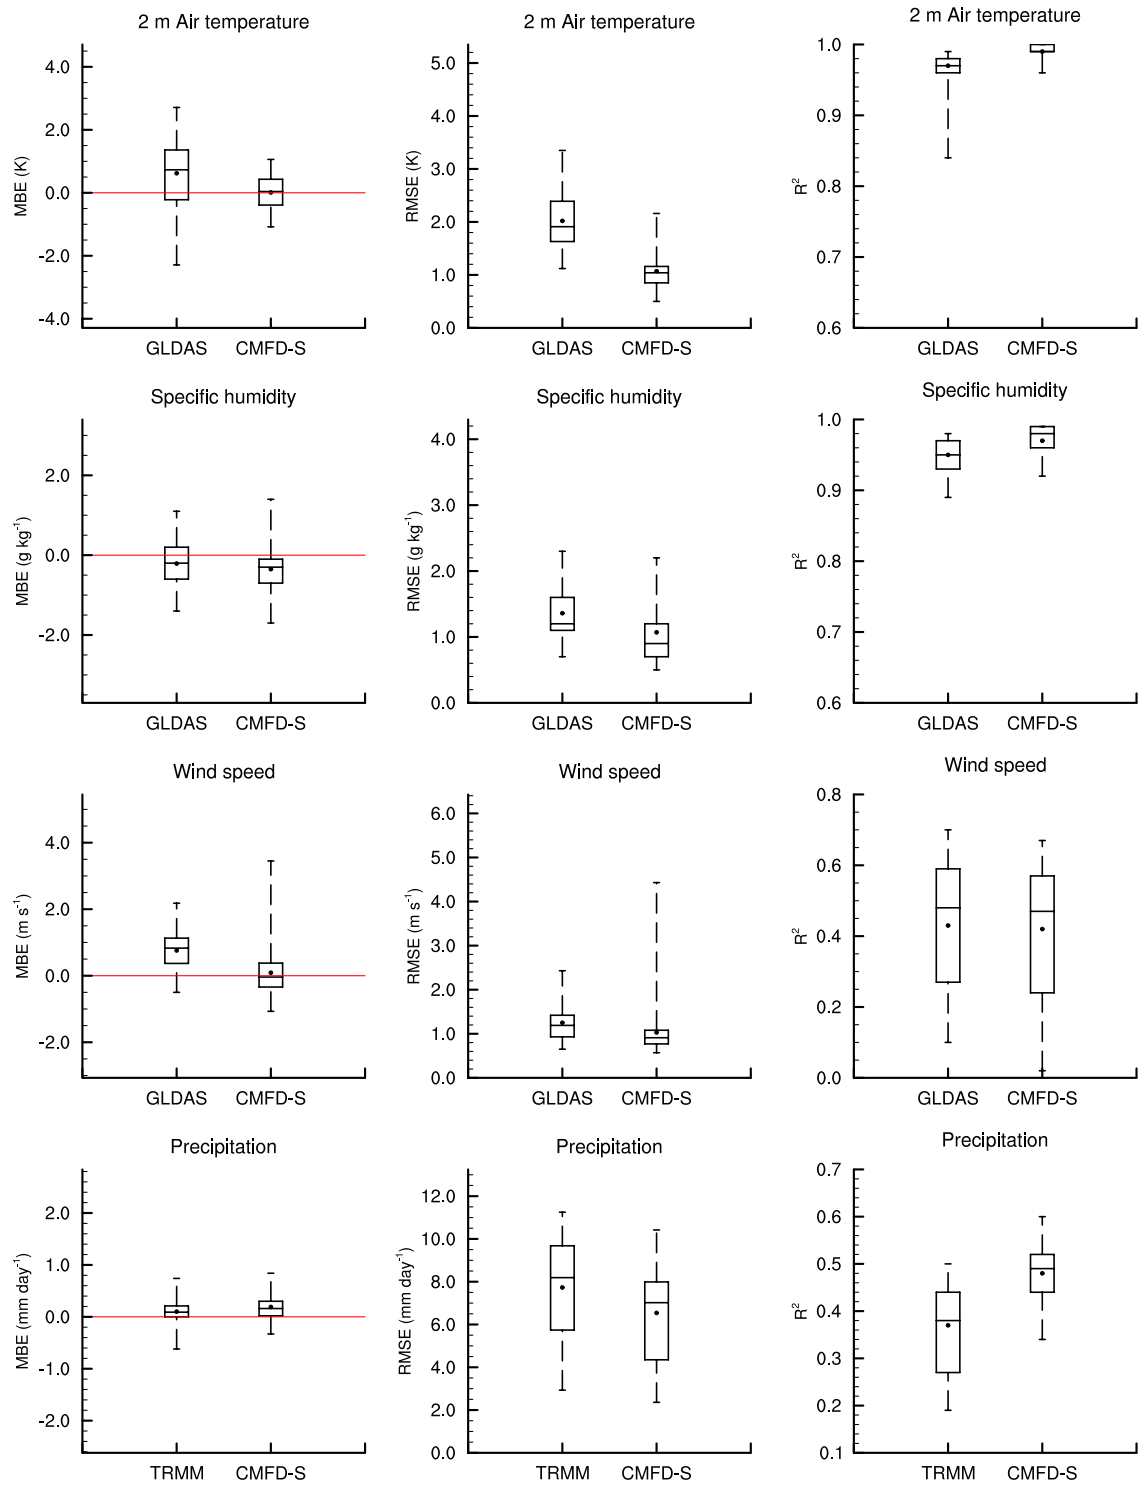 2 m Air temperature
MBE (K)
4.0
2.0
0.0
-2.0
-4.0
GLDAS CMFD-S
2 m Air temperature
RMSE (K)
5.0
4.0
3.0
2.0
1.0
0.0
GLDAS CMFD-S
2 m Air temperature
R²
1.0
0.9
0.8
0.7
0.6
GLDAS CMFD-S
Specific humidity
MBE (g kg⁻¹)
2.0
0.0
-2.0
GLDAS CMFD-S
Specific humidity
RMSE (g kg⁻¹)
4.0
3.0
2.0
1.0
0.0
GLDAS CMFD-S
Specific humidity
R²
1.0
0.9
0.8
0.7
0.6
GLDAS CMFD-S
Wind speed
MBE (m s⁻¹)
4.0
2.0
0.0
-2.0
GLDAS CMFD-S
Wind speed
RMSE (m s⁻¹)
6.0
5.0
4.0
3.0
2.0
1.0
0.0
GLDAS CMFD-S
Wind speed
R²
0.8
0.6
0.4
0.2
0.0
GLDAS CMFD-S
Precipitation
MBE (mm day⁻¹)
2.0
1.0
0.0
-1.0
-2.0
TRMM CMFD-S
Precipitation
RMSE (mm day⁻¹)
12.0
10.0
8.0
6.0
4.0
2.0
0.0
TRMM CMFD-S
Precipitation
R²
0.7
0.6
0.5
0.4
0.3
0.2
0.1
TRMM CMFD-S